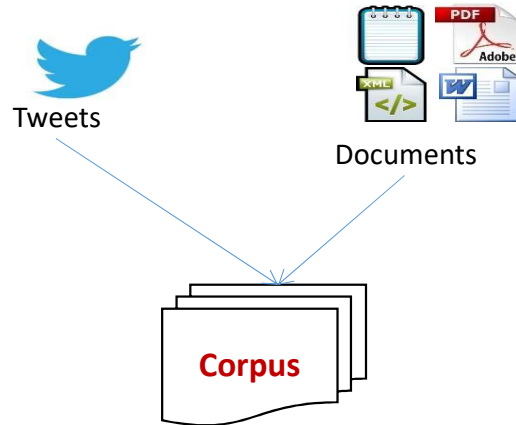 PDF
Adobe
XML
</>
W
Tweets
Documents
Corpus